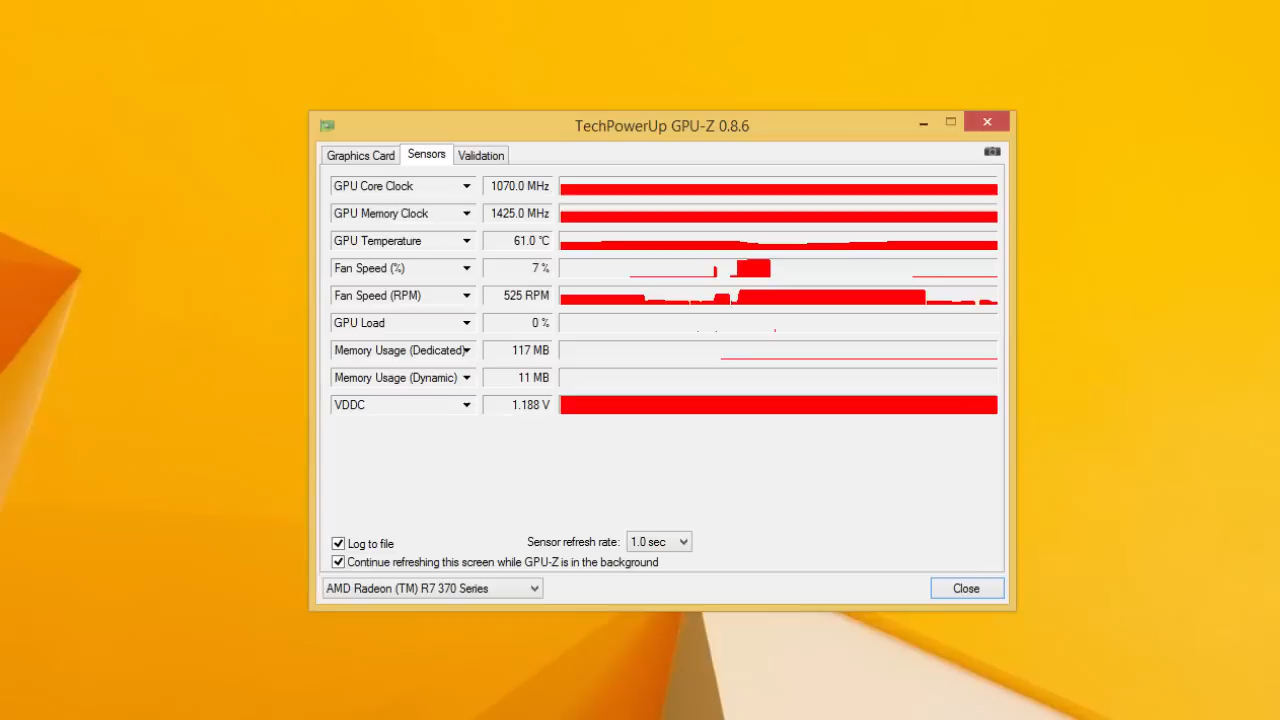 TechPowerUp GPU-Z 0.8.6
Graphics Card Sensors Validation
GPU Core Clock 1070.0 MHz
GPU Memory Clock 1425.0 MHz
GPU Temperature 61.0 °C
Fan Speed (%) 7 %
Fan Speed (RPM) 525 RPM
GPU Load 0 %
Memory Usage (Dedicated) 117 MB
Memory Usage (Dynamic) 11 MB
VDDC 1.188 V
Log to file Sensor refresh rate: 1.0 sec
Continue refreshing this screen while GPU-Z is in the background
AMD Radeon (TM) R7 370 Series Close